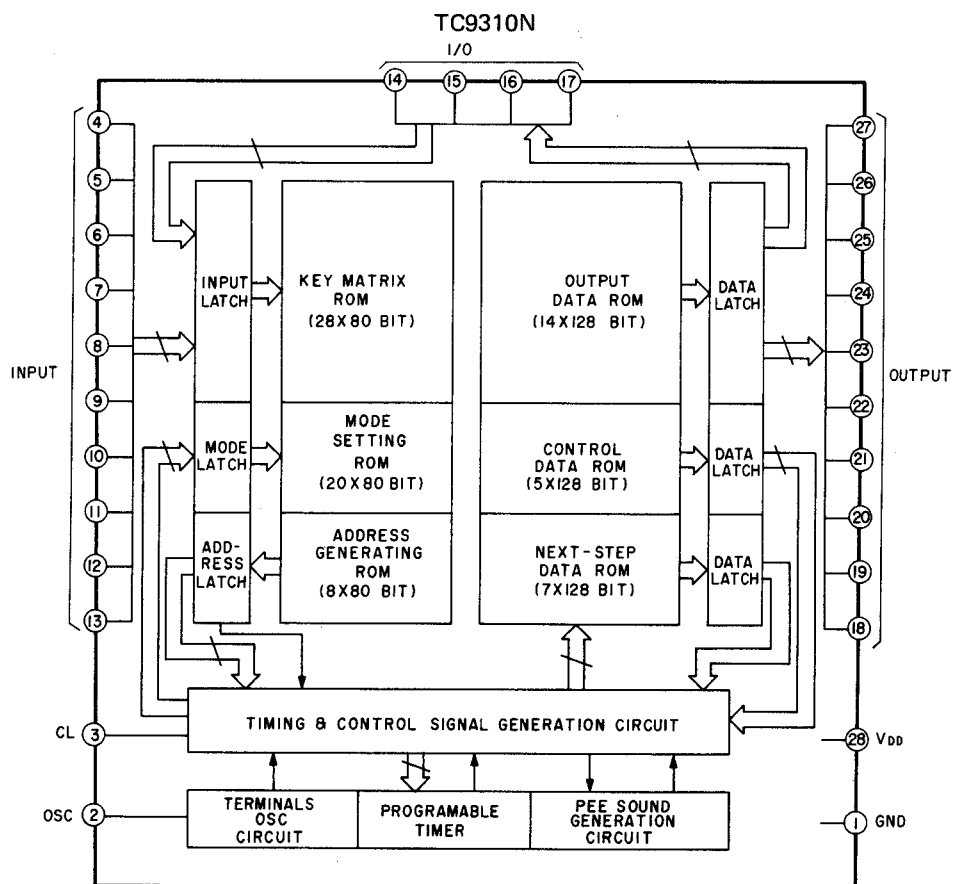 TC9310N
I/O
14 15 16 17
4
5
6
7
8
9
10
11
12
13
INPUT
INPUT
LATCH
KEY MATRIX
ROM
(28X80 BIT)
OUTPUT
DATA ROM
(14X128 BIT)
DATA
LATCH
27
26
25
24
23
22
21
20
19
18
OUTPUT
MODE
LATCH
MODE
SETTING
ROM
(20X80 BIT)
CONTROL
DATA ROM
(5X128 BIT)
DATA
LATCH
ADD-
RESS
LATCH
ADDRESS
GENERATING
ROM
(8X80 BIT)
NEXT-STEP
DATA ROM
(7X128 BIT)
DATA
LATCH
CL 3
TIMING & CONTROL SIGNAL GENERATION CIRCUIT
28 VDD
OSC 2
TERMINALS
OSC
CIRCUIT
PROGRAMABLE
TIMER
PEE SOUND
GENERATION
CIRCUIT
1 GND